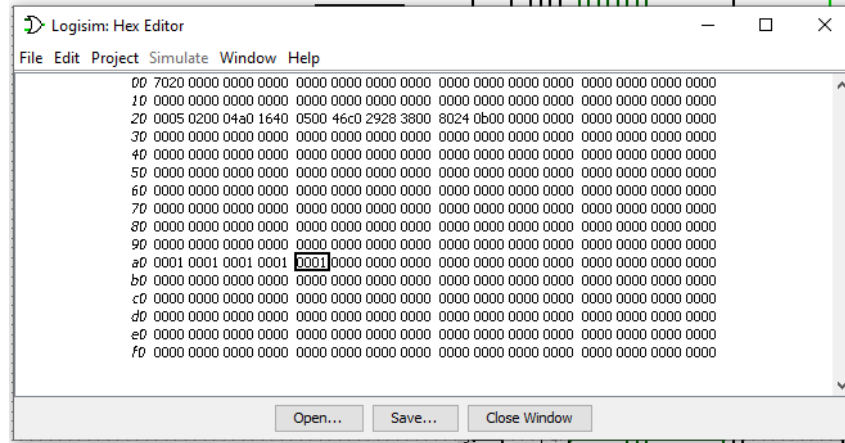 Logisim: Hex Editor
File Edit Project Simulate Window Help
00 7020 0000 0000 0000 0000 0000 0000 0000 0000 0000 0000 0000 0000 0000 0000 0000
10 0000 0000 0000 0000 0000 0000 0000 0000 0000 0000 0000 0000 0000 0000 0000 0000
20 0005 0200 04a0 1640 0500 46c0 2928 3800 8024 0b00 0000 0000 0000 0000 0000 0000
30 0000 0000 0000 0000 0000 0000 0000 0000 0000 0000 0000 0000 0000 0000 0000 0000
40 0000 0000 0000 0000 0000 0000 0000 0000 0000 0000 0000 0000 0000 0000 0000 0000
50 0000 0000 0000 0000 0000 0000 0000 0000 0000 0000 0000 0000 0000 0000 0000 0000
60 0000 0000 0000 0000 0000 0000 0000 0000 0000 0000 0000 0000 0000 0000 0000 0000
70 0000 0000 0000 0000 0000 0000 0000 0000 0000 0000 0000 0000 0000 0000 0000 0000
80 0000 0000 0000 0000 0000 0000 0000 0000 0000 0000 0000 0000 0000 0000 0000 0000
90 0000 0000 0000 0000 0000 0000 0000 0000 0000 0000 0000 0000 0000 0000 0000 0000
a0 0001 0001 0001 0001 0001 0000 0000 0000 0000 0000 0000 0000 0000 0000 0000 0000
b0 0000 0000 0000 0000 0000 0000 0000 0000 0000 0000 0000 0000 0000 0000 0000 0000
c0 0000 0000 0000 0000 0000 0000 0000 0000 0000 0000 0000 0000 0000 0000 0000 0000
d0 0000 0000 0000 0000 0000 0000 0000 0000 0000 0000 0000 0000 0000 0000 0000 0000
e0 0000 0000 0000 0000 0000 0000 0000 0000 0000 0000 0000 0000 0000 0000 0000 0000
f0 0000 0000 0000 0000 0000 0000 0000 0000 0000 0000 0000 0000 0000 0000 0000 0000
Open... Save... Close Window